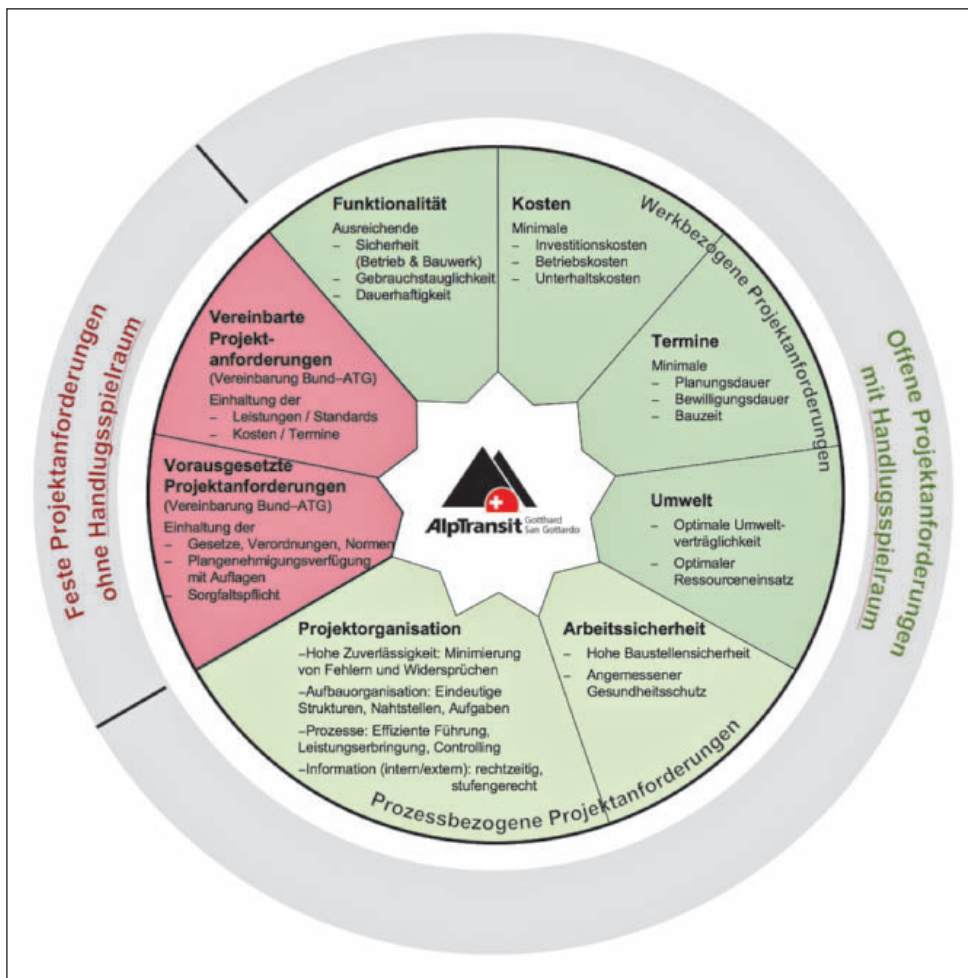 Funktionalität
Ausreichende
– Sicherheit
(Betrieb & Bauwerk)
– Gebrauchstauglichkeit
– Dauerhaftigkeit
Kosten
Minimale
– Investitionskosten
– Betriebskosten
– Unterhaltskosten
Werkbezogene Projektanforderungen
Termine
Minimale
– Planungsdauer
– Bewilligungsdauer
– Bauzeit
Umwelt
– Optimale Umwelt-
verträglichkeit
– Optimaler
Ressourceneinsatz
Arbeitssicherheit
– Hohe Baustellensicherheit
– Angemessener
Gesundheitsschutz
Projektorganisation
–Hohe Zuverlässigkeit: Minimierung
von Fehlern und Widersprüchen
–Aufbauorganisation: Eindeutige
Strukturen, Nahtstellen, Aufgaben
–Prozesse: Effiziente Führung,
Leistungserbringung, Controlling
–Information (intern/extern): rechtzeitig,
stufengerecht
Prozessbezogene Projektanforderungen
Vorausgesetzte
Projektanforderungen
(Vereinbarung Bund–ATG)
Einhaltung der
– Gesetze, Verordnungen, Normen
– Plangenehmigungsverfügung
mit Auflagen
– Sorgfaltspflicht
Vereinbarte
Projekt-
anforderungen
(Vereinbarung Bund–ATG)
Einhaltung der
– Leistungen / Standards
– Kosten / Termine
AlpTransit Gotthard
San Gottardo
Feste Projektanforderungen
ohne Handlugsspielraum
Offene Projektanforderungen
mit Handlugsspielraum